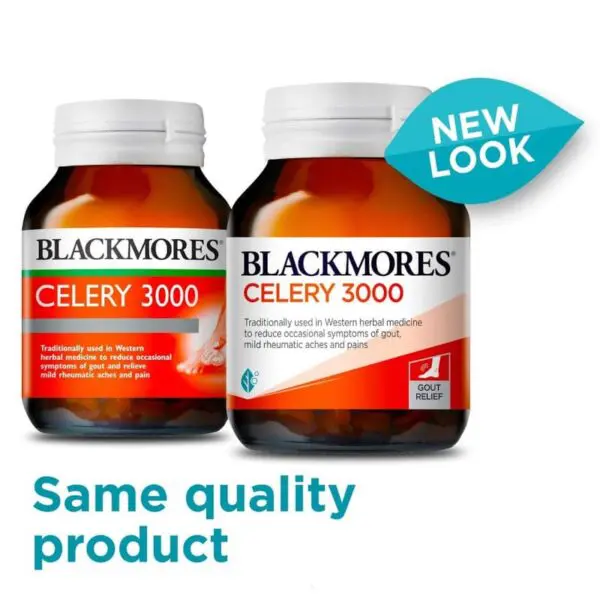 NEW
LOOK
BLACKMORES®
CELERY 3000
Traditionally used in Western
herbal medicine to reduce occasional
symptoms of gout and relieve
mild rheumatic aches and pain
BLACKMORES®
CELERY 3000
Traditionally used in Western herbal medicine
to reduce occasional symptoms of gout,
mild rheumatic aches and pains
GOUT
RELIEF
Same quality
product